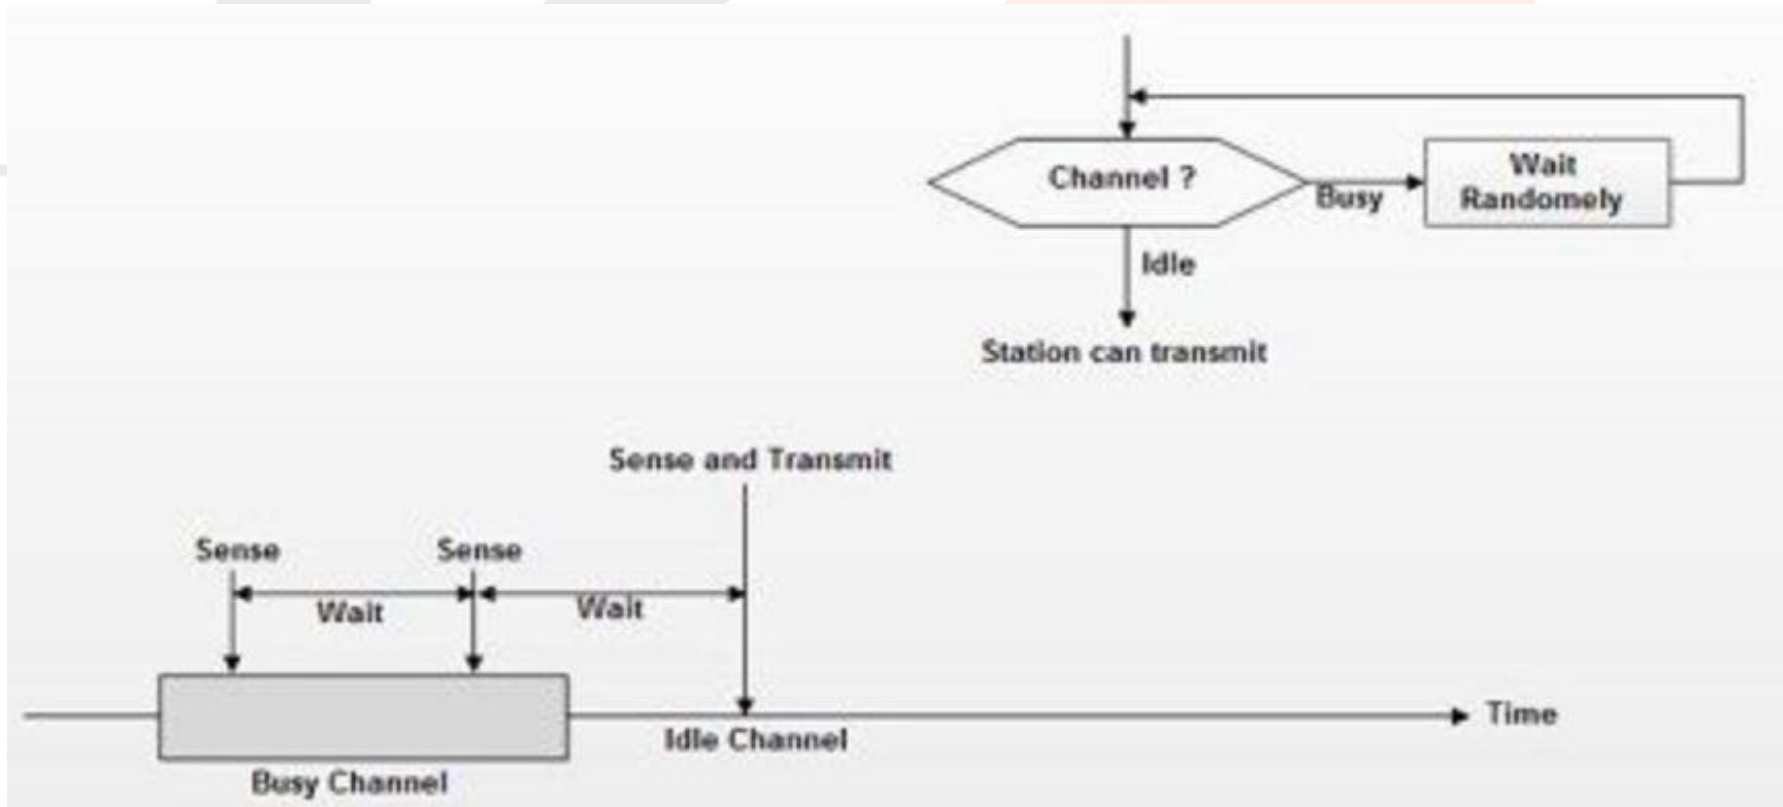 Channel ?
Busy
Wait
Randomely
Idle
Station can transmit
Sense and Transmit
Sense
Sense
Wait
Wait
Time
Idle Channel
Busy Channel